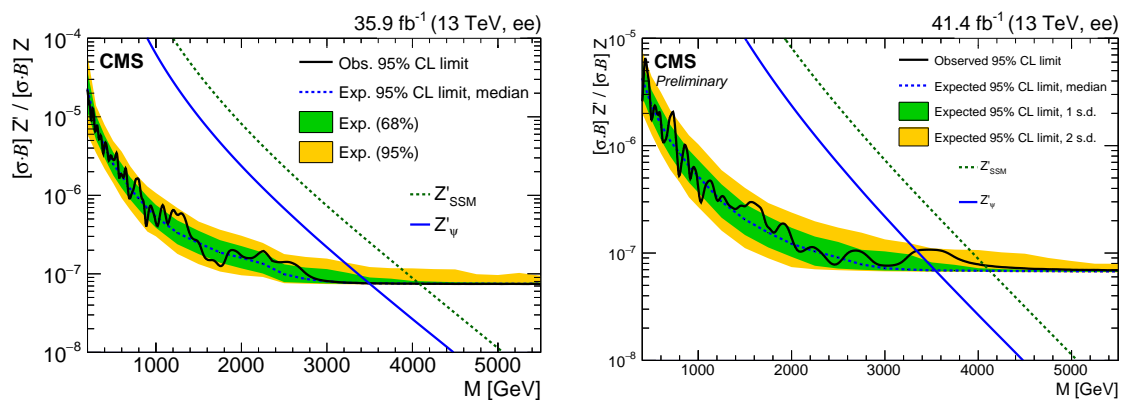 35.9 fb⁻¹ (13 TeV, ee)
[σ·B] Z' / [σ·B] Z
10⁻⁴
10⁻⁵
10⁻⁶
10⁻⁷
10⁻⁸
CMS
Obs. 95% CL limit
Exp. 95% CL limit, median
Exp. (68%)
Exp. (95%)
Z'SSM
Z'ψ
1000 2000 3000 4000 5000
M [GeV]
41.4 fb⁻¹ (13 TeV, ee)
[σ.B] Z' / [σ.B] Z
10⁻⁵
10⁻⁶
10⁻⁷
10⁻⁸
CMS
Preliminary
Observed 95% CL limit
Expected 95% CL limit, median
Expected 95% CL limit, 1 s.d.
Expected 95% CL limit, 2 s.d.
Z'SSM
Z'ψ
1000 2000 3000 4000 5000
M [GeV]